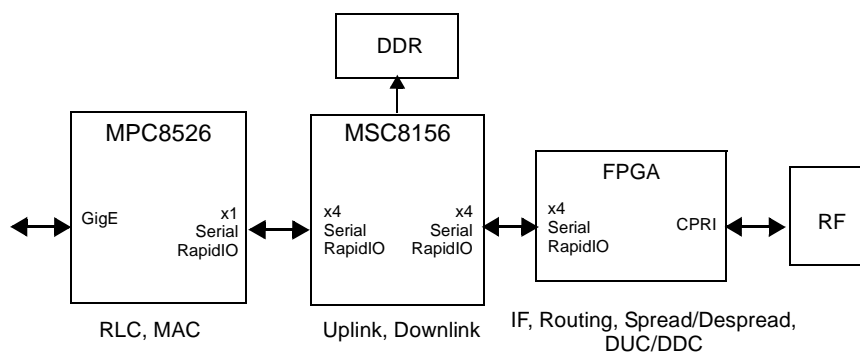 DDR
MPC8526
GigE
x1
Serial
RapidIO
RLC, MAC
MSC8156
x4
Serial
RapidIO
x4
Serial
RapidIO
Uplink, Downlink
FPGA
x4
Serial
RapidIO
CPRI
IF, Routing, Spread/Despread,
DUC/DDC
RF